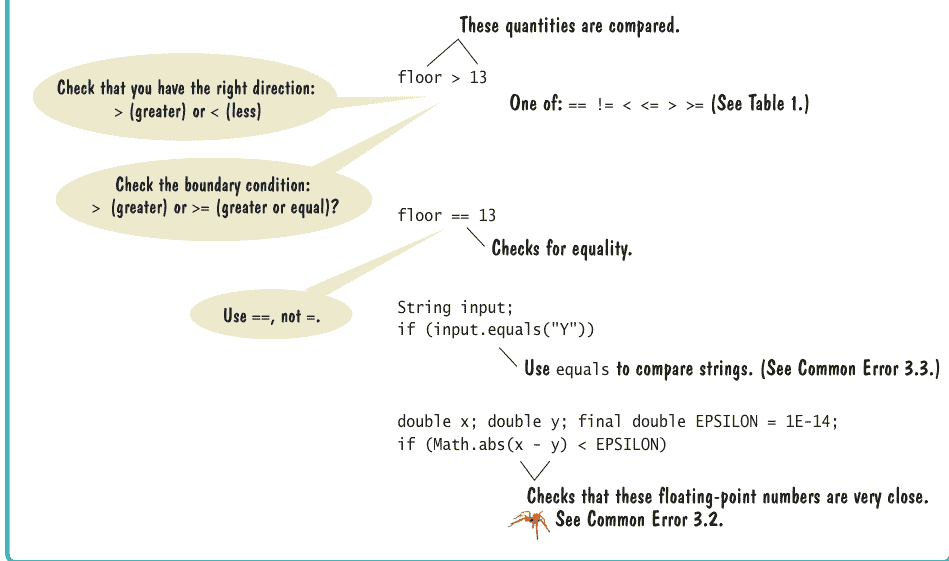 These quantities are compared.
floor > 13
Check that you have the right direction:
> (greater) or < (less)
One of: == != < <= > >= (See Table 1.)
Check the boundary condition:
> (greater) or >= (greater or equal)?
floor == 13
Checks for equality.
Use ==, not =.
String input;
if (input.equals("Y"))
Use equals to compare strings. (See Common Error 3.3.)
double x; double y; final double EPSILON = 1E-14;
if (Math.abs(x - y) < EPSILON)
Checks that these floating-point numbers are very close.
See Common Error 3.2.